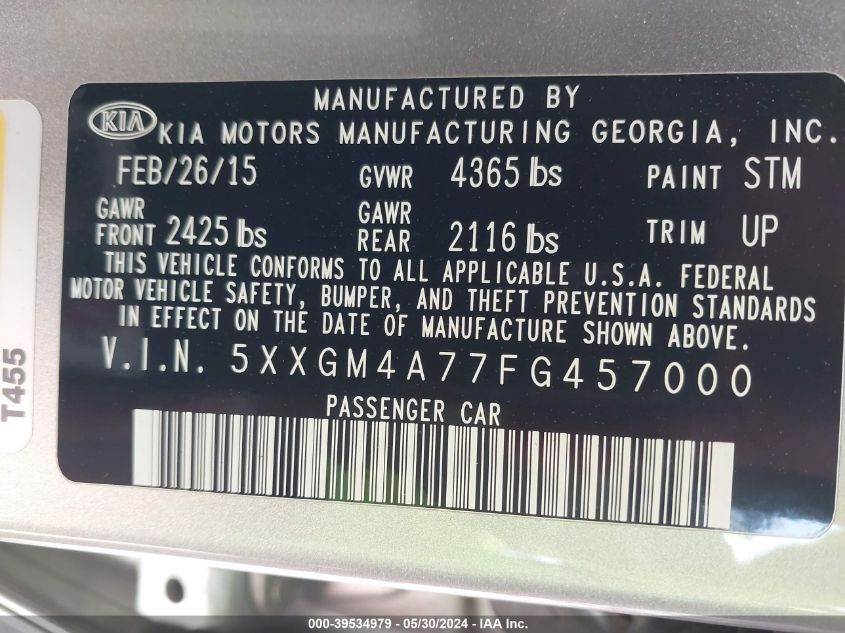 MANUFACTURED BY
KIA KIA MOTORS MANUFACTURING GEORGIA, INC.
FEB/26/15 GVWR 4365 lbs PAINT STM
GAWR FRONT 2425 lbs GAWR REAR 2116 lbs TRIM UP
THIS VEHICLE CONFORMS TO ALL APPLICABLE U.S.A. FEDERAL
MOTOR VEHICLE SAFETY, BUMPER, AND THEFT PREVENTION STANDARDS
IN EFFECT ON THE DATE OF MANUFACTURE SHOWN ABOVE.
V.I.N. 5XXGM4A77FG457000
PASSENGER CAR
T455
000-39534979 - 05/30/2024 - IAA Inc.